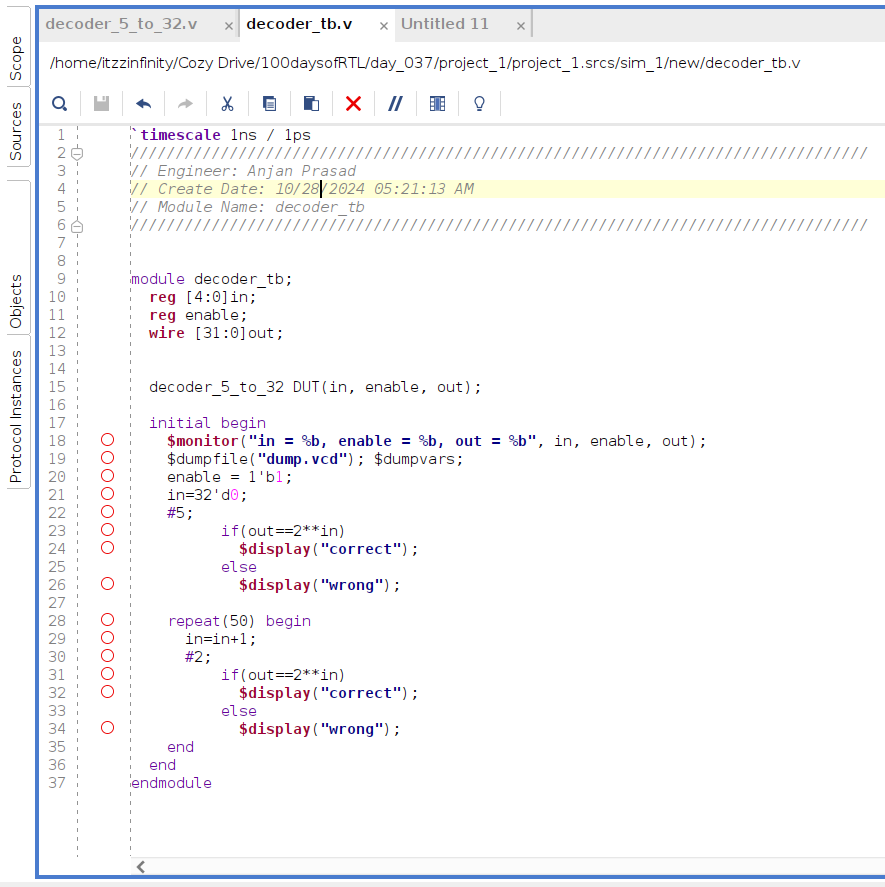 decoder_5_to_32.v × decoder_tb.v × Untitled 11 ×
/home/itzzinfinity/Cozy Drive/100daysofRTL/day_037/project_1/project_1.srcs/sim_1/new/decoder_tb.v
Scope
Sources
Objects
Protocol Instances
1 `timescale 1ns / 1ps
2 //////////////////////////////////////////////////////////////////////////////////
3 // Engineer: Anjan Prasad
4 // Create Date: 10/28/2024 05:21:13 AM
5 // Module Name: decoder_tb
6 //////////////////////////////////////////////////////////////////////////////////
7
8
9 module decoder_tb;
10   reg [4:0]in;
11   reg enable;
12   wire [31:0]out;
13
14
15   decoder_5_to_32 DUT(in, enable, out);
16
17   initial begin
18     $monitor("in = %b, enable = %b, out = %b", in, enable, out);
19     $dumpfile("dump.vcd"); $dumpvars;
20     enable = 1'b1;
21     in=32'd0;
22     #5;
23           if(out==2**in)
24             $display("correct");
25           else
26             $display("wrong");
27
28     repeat(50) begin
29       in=in+1;
30       #2;
31           if(out==2**in)
32             $display("correct");
33           else
34             $display("wrong");
35     end
36   end
37 endmodule